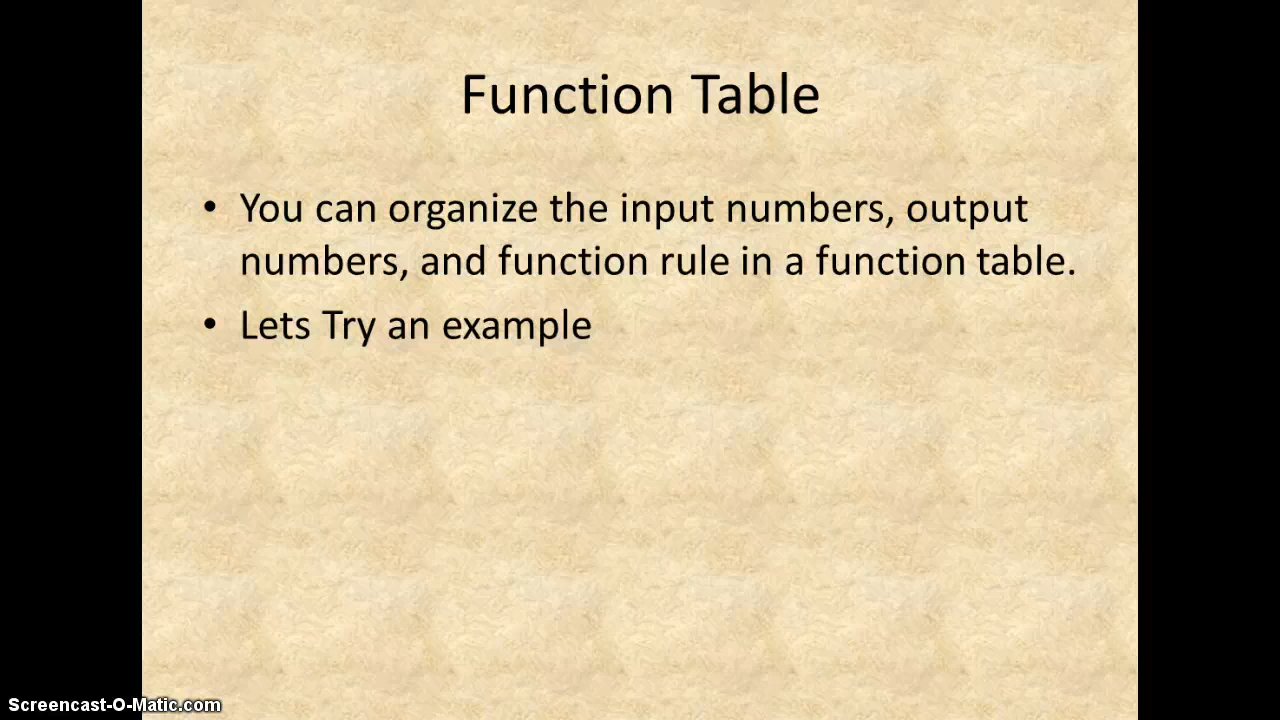 Function Table
• You can organize the input numbers, output
numbers, and function rule in a function table.
• Lets Try an example
Screencast-O-Matic.com